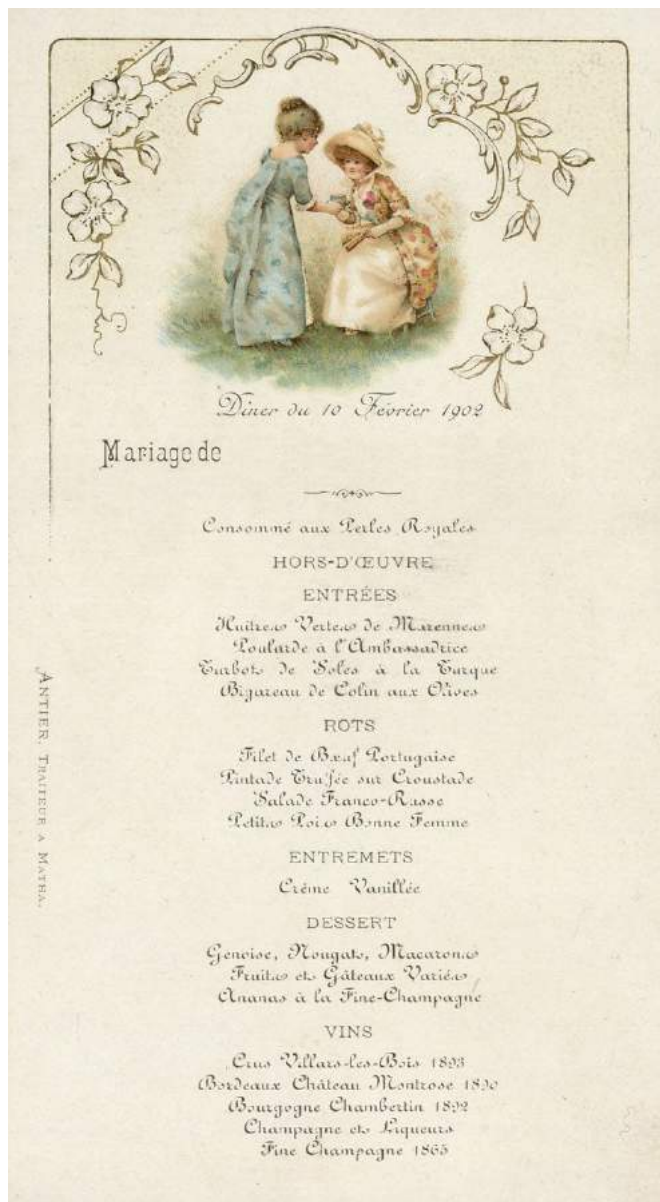 Dîner du 10 Février 1902
Mariage de
Consommé aux Perles Royales
HORS-D'ŒUVRE
ENTRÉES
Huîtres Vertes de Marennes
Poularde à l'Ambassadrice
Turbots de Soles à la Turque
Bigareau de Colin aux Olives
ROTS
Filet de Bœuf Portugaise
Pintade Truffée sur Croustade
Salade Franco-Russe
Petits Pois Bonne Femme
ENTREMETS
Crème Vanillée
DESSERT
Genoise, Nougats, Macarons
Fruits et Gâteaux Variés
Ananas à la Fine-Champagne
VINS
Crus Villars-les-Bois 1893
Bordeaux Château Montrose 1890
Bourgogne Chambertin 1892
Champagne et Liqueurs
Fine Champagne 1865
ANTIER, TRAITEUR A MATHA.